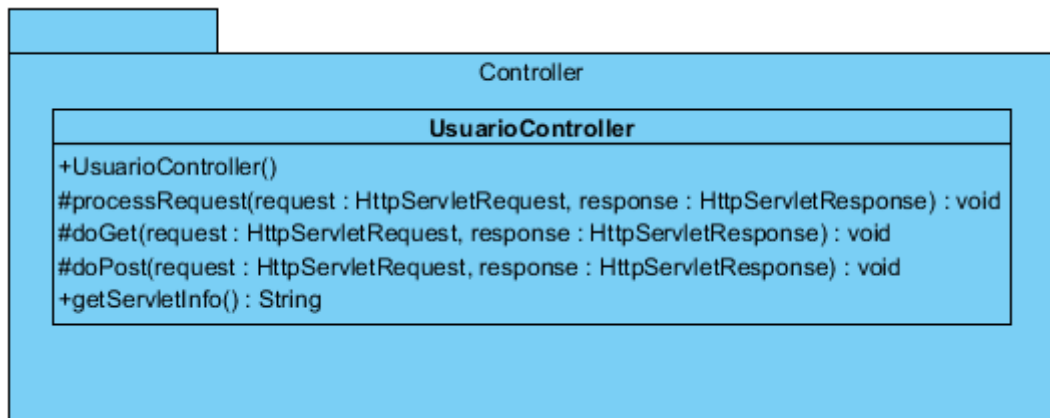 Controller
UsuarioController
+UsuarioController()
#processRequest(request : HttpServletRequest, response : HttpServletResponse) : void
#doGet(request : HttpServletRequest, response : HttpServletResponse) : void
#doPost(request : HttpServletRequest, response : HttpServletResponse) : void
+getServletInfo() : String